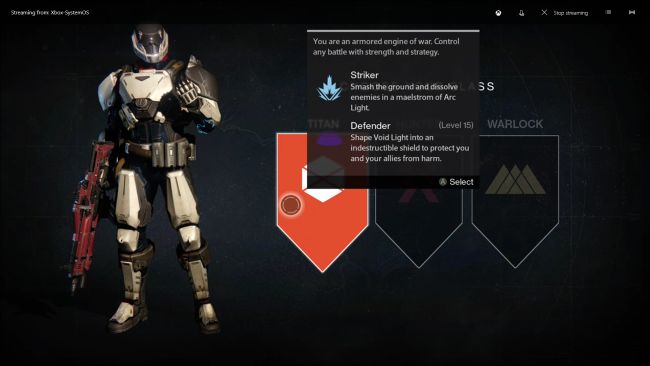 Streaming from: Xbox-SystemOS
Stop streaming
You are an armored engine of war. Control
any battle with strength and strategy.
Striker
Smash the ground and dissolve
enemies in a maelstrom of Arc
Light.
Defender (Level 15)
Shape Void Light into an
indestructible shield to protect you
and your allies from harm.
A Select
TITAN
WARLOCK